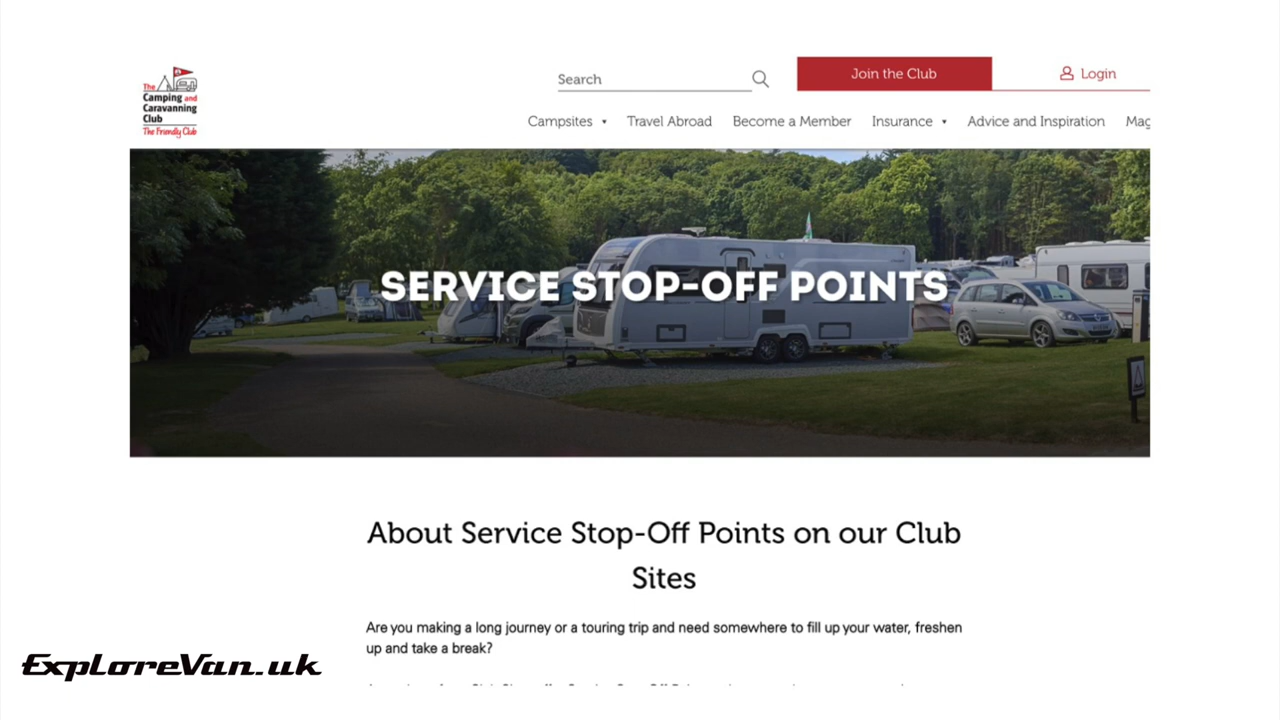 The
Camping and
Caravanning
Club
The Friendly Club
Search
Join the Club
Login
Campsites
Travel Abroad
Become a Member
Insurance
Advice and Inspiration
Mag
SERVICE STOP-OFF POINTS
About Service Stop-Off Points on our Club
Sites
Are you making a long journey or a touring trip and need somewhere to fill up your water, freshen
up and take a break?
ExploreVan.uk